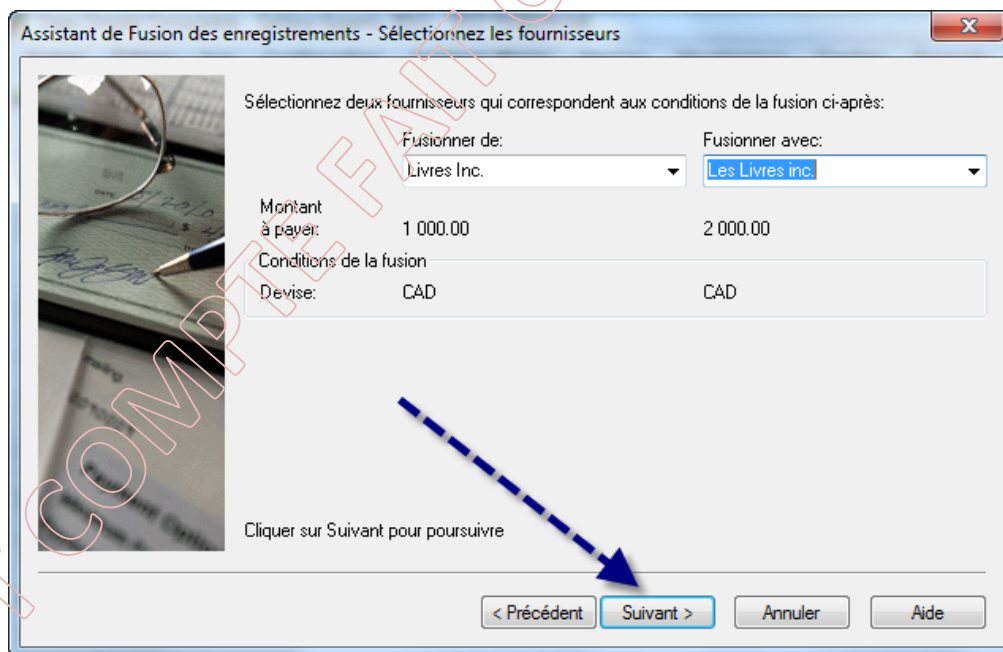 Assistant de Fusion des enregistrements - Sélectionnez les fournisseurs
Sélectionnez deux fournisseurs qui correspondent aux conditions de la fusion ci-après:
Fusionner de: Fusionner avec:
Livres Inc. Les Livres inc.
Montant
à payer: 1 000.00 2 000.00
Conditions de la fusion
Devise: CAD CAD
Cliquer sur Suivant pour poursuivre
< Précédent Suivant > Annuler Aide
COMPTE FAIT